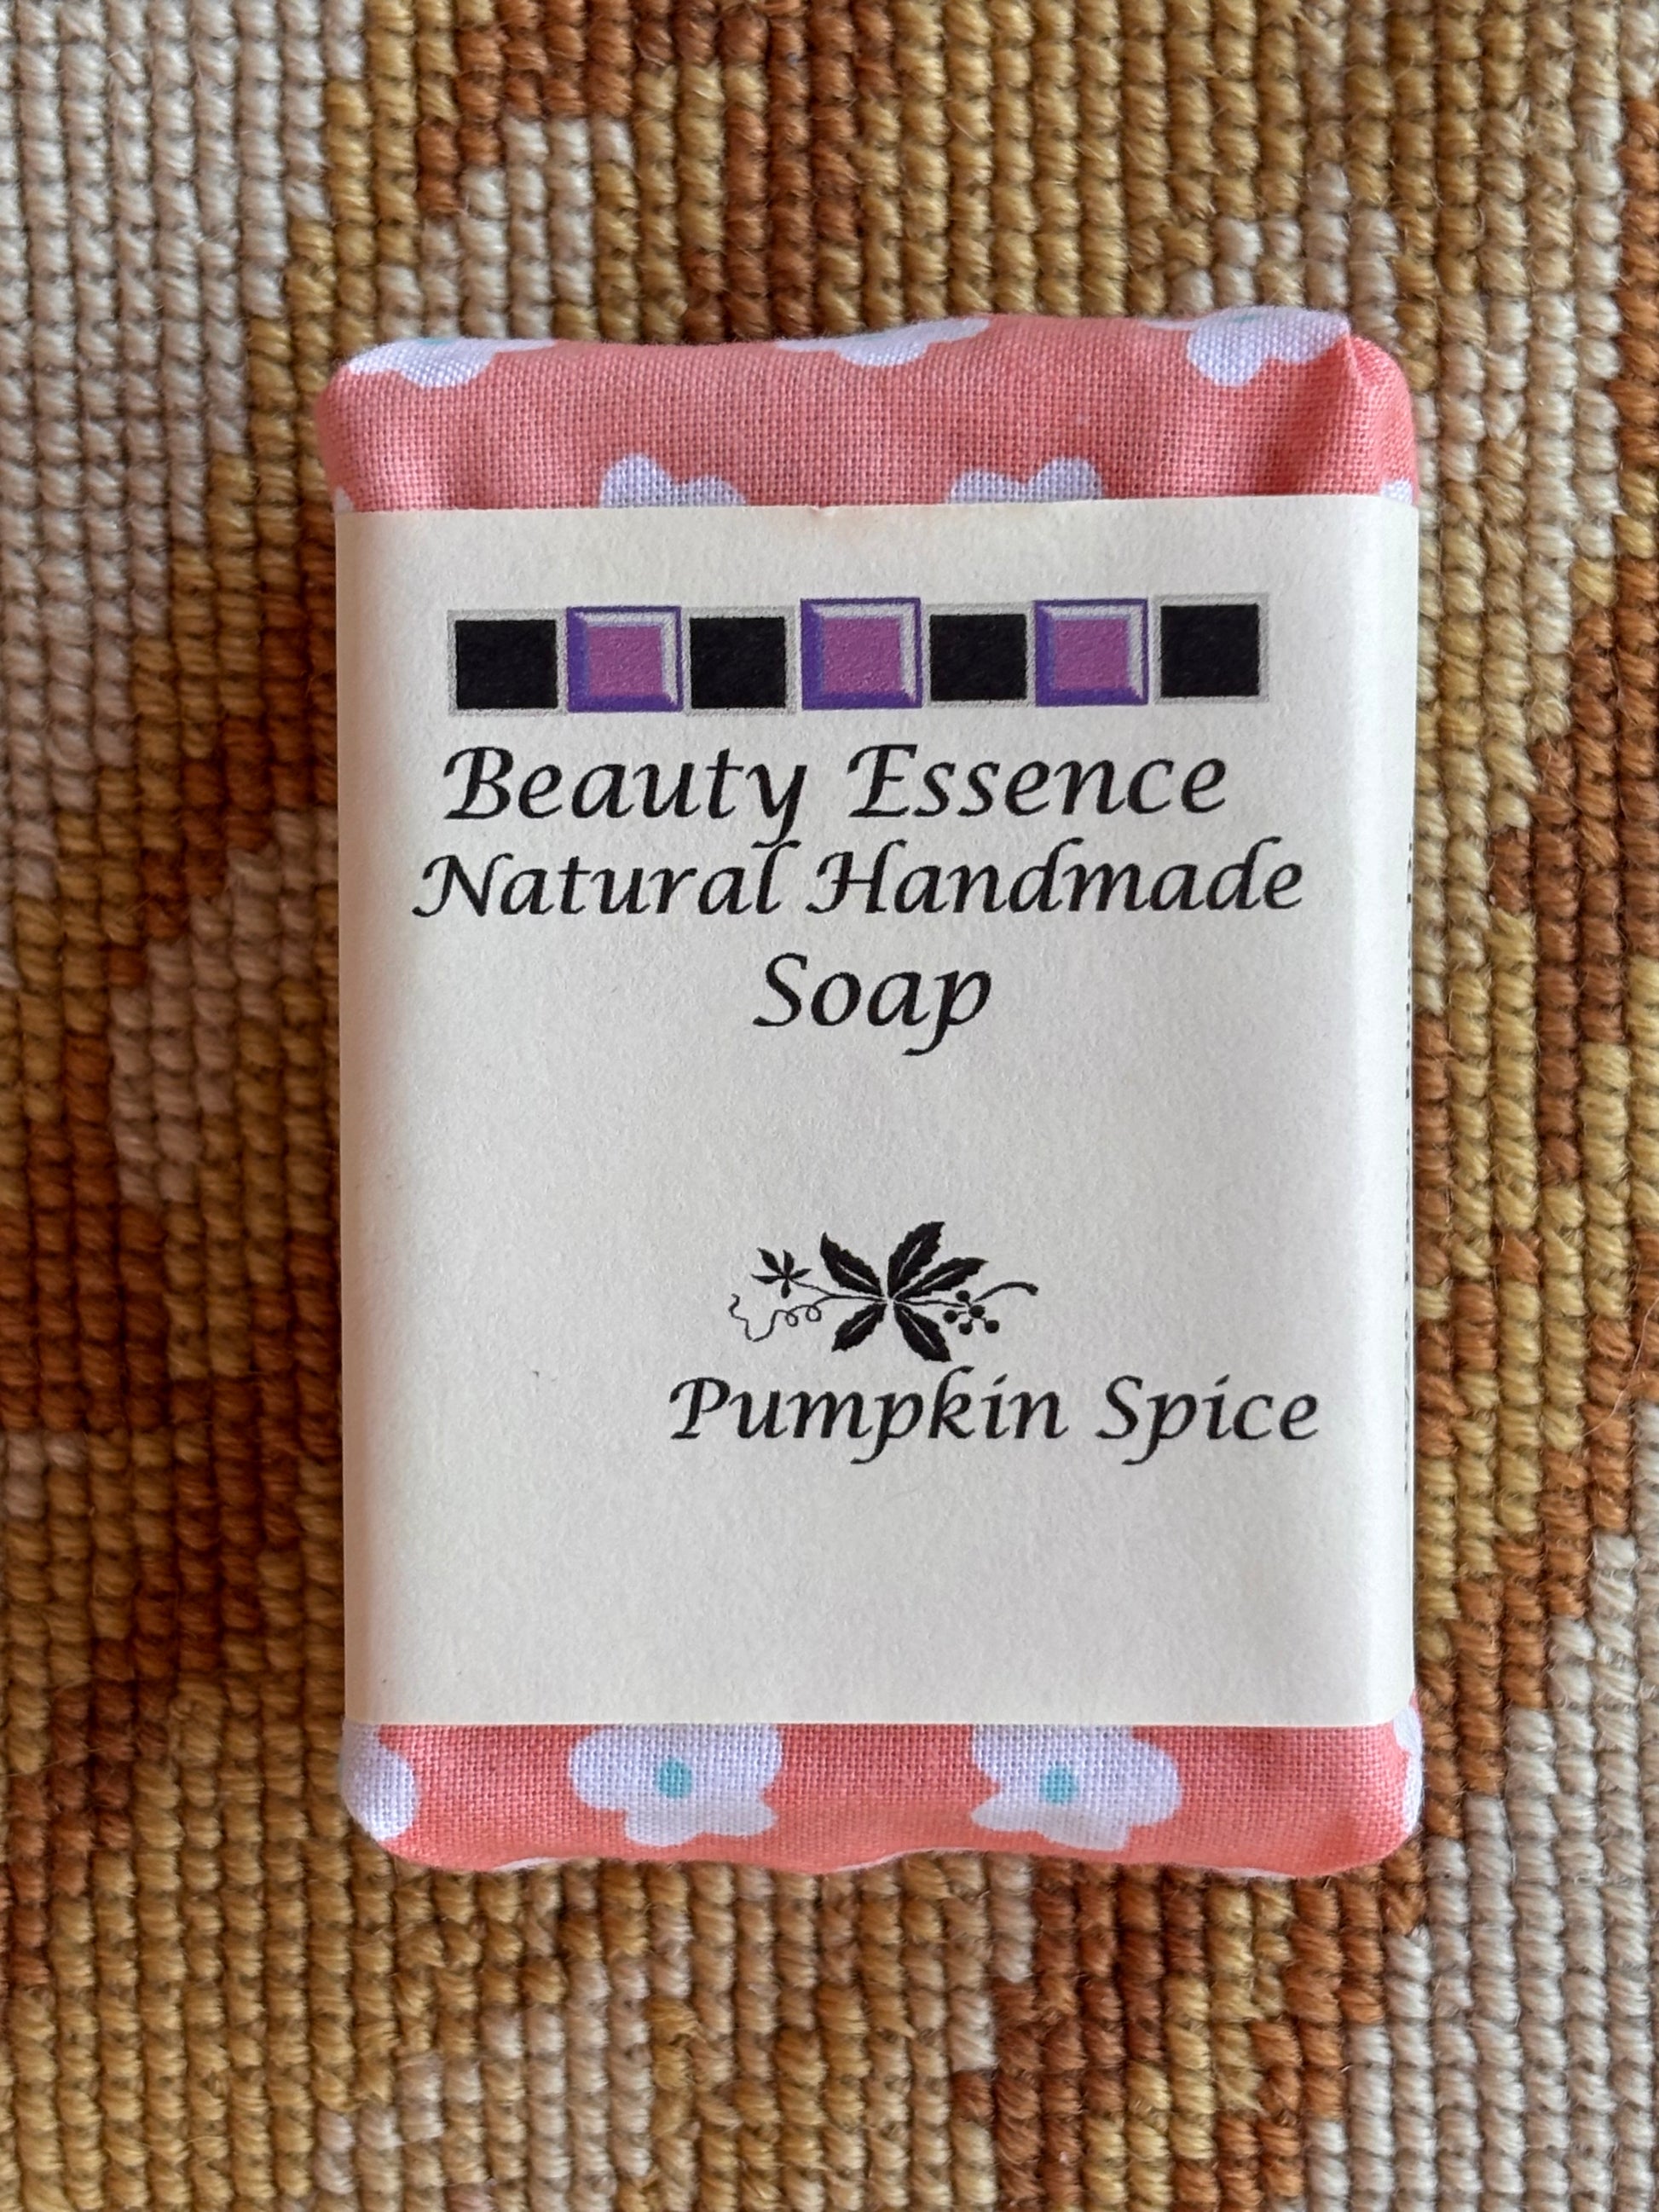 Beauty Essence
Natural Handmade
Soap
Pumpkin Spice